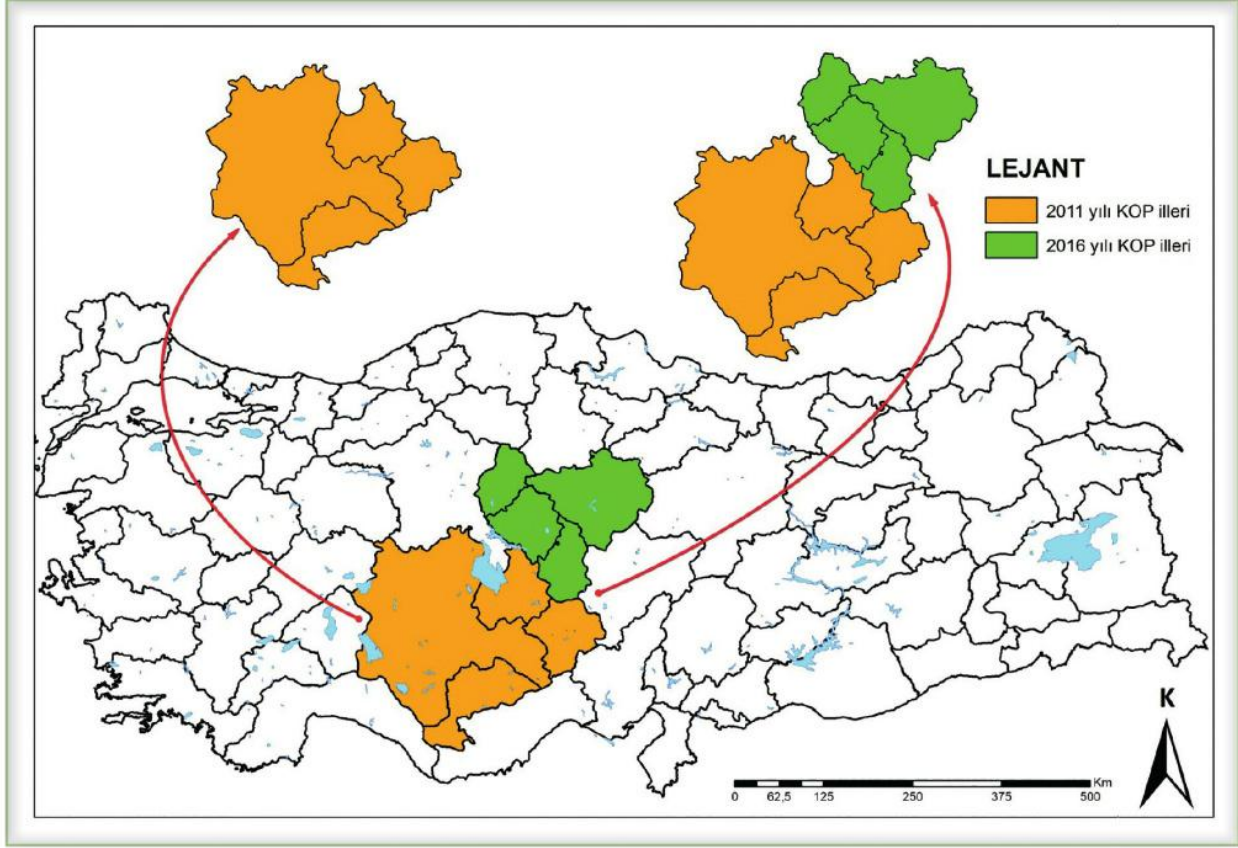 LEJANT
2011 yılı KOP illeri
2016 yılı KOP illeri
K
Km
0 62,5 125 250 375 500